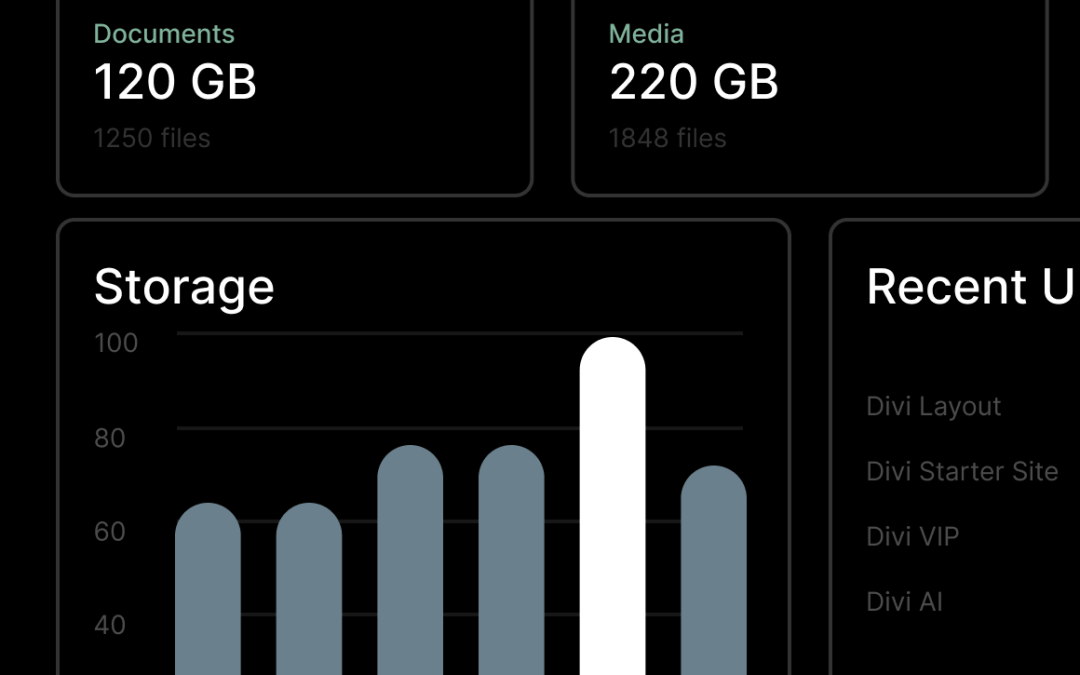 Documents
120 GB
1250 files
Media
220 GB
1848 files
Storage
100
80
60
40
Recent U
Divi Layout
Divi Starter Site
Divi VIP
Divi AI